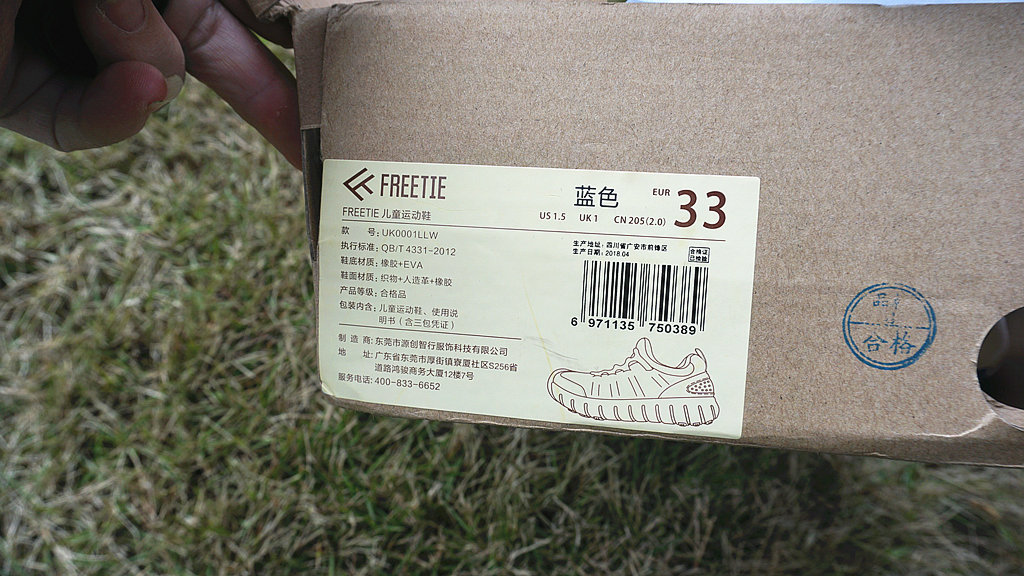 FREETIE
蓝色
EUR 33
US 1.5 UK 1 CN 205(2.0)
FREETIE 儿童运动鞋
款 号: UK0001LLW
执行标准: QB/T 4331-2012
鞋底材质: 橡胶+EVA
鞋面材质: 织物+人造革+橡胶
产品等级: 合格品
包装内含: 儿童运动鞋、使用说
明书（含三包凭证）
生产地址: 四川省广安市前锋区
生产日期: 2018.04
合格证
已检验
6 971135 750389
制 造 商: 东莞市源创智行服饰科技有限公司
地 址: 广东省东莞市厚街镇寮厦社区S256省
道路鸿骏商务大厦12楼7号
服务电话: 400-833-6652
合格